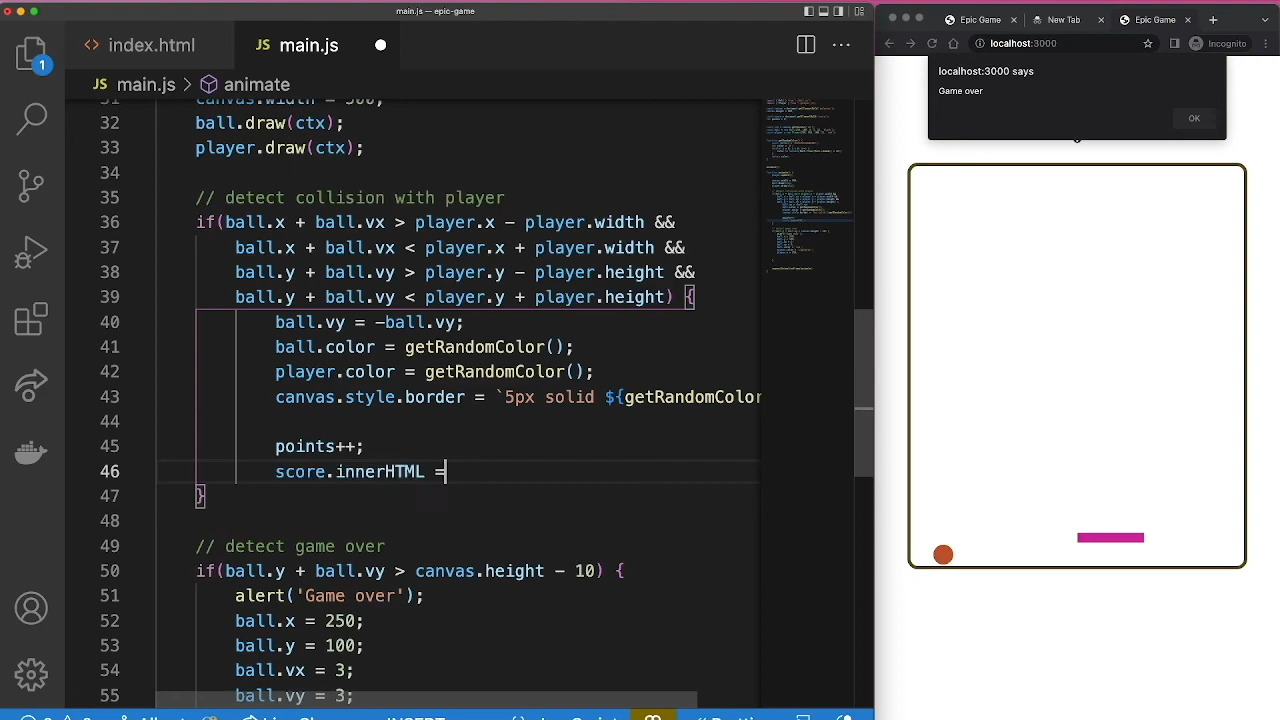 main.js — epic-game
index.html
JS main.js
1
JS main.js > animate
32 ball.draw(ctx);
33 player.draw(ctx);
34
35 // detect collision with player
36 if(ball.x + ball.vx > player.x - player.width &&
37 ball.x + ball.vx < player.x + player.width &&
38 ball.y + ball.vy > player.y - player.height &&
39 ball.y + ball.vy < player.y + player.height) {
40 ball.vy = -ball.vy;
41 ball.color = getRandomColor();
42 player.color = getRandomColor();
43 canvas.style.border = `5px solid ${getRandomColor
44
45 points++;
46 score.innerHTML =
47 }
48
49 // detect game over
50 if(ball.y + ball.vy > canvas.height - 10) {
51 alert('Game over');
52 ball.x = 250;
53 ball.y = 100;
54 ball.vx = 3;
55 ball.vy = 3;
Epic Game
New Tab
Epic Game
localhost:3000
Incognito
localhost:3000 says
Game over
OK